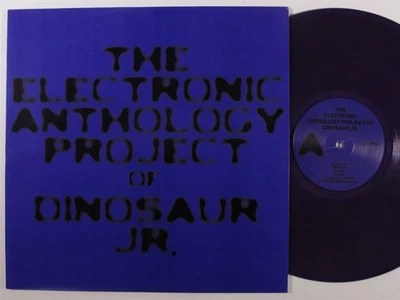 THE
ELECTRONIC
ANTHOLOGY
PROJECT
OF
DINOSAUR
JR.
THE
ELECTRONIC
ANTHOLOGY PROJECT OF
DINOSAUR JR.
A